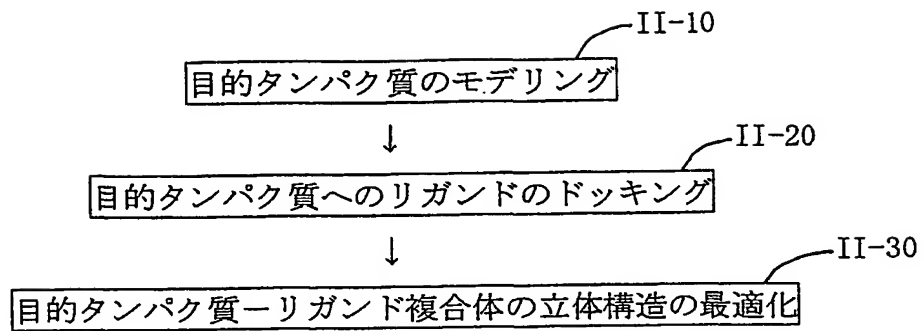 II-10
目的タンパク質のモデリング
↓
II-20
目的タンパク質へのリガンドのドッキング
↓
II-30
目的タンパク質－リガンド複合体の立体構造の最適化